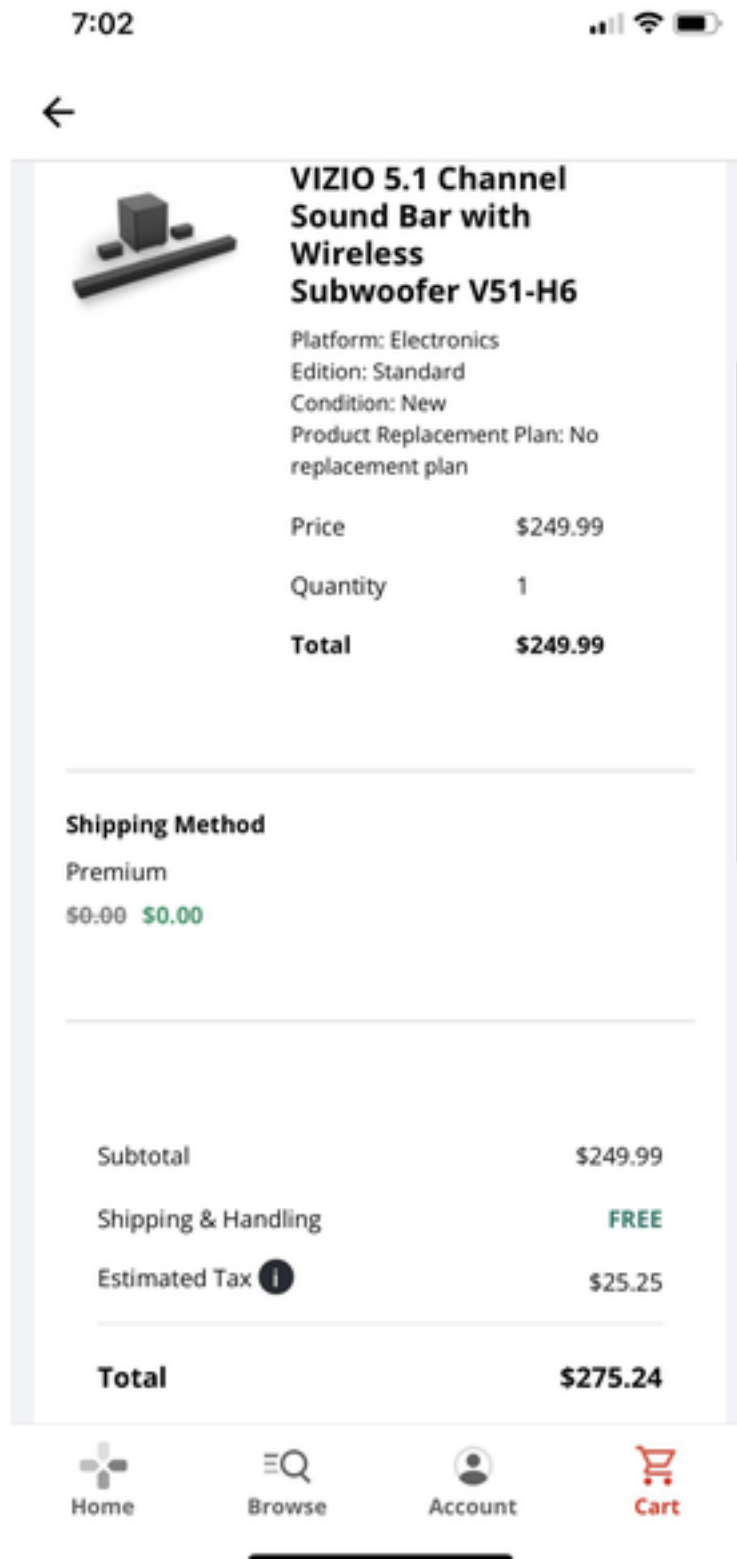 7:02
VIZIO 5.1 Channel
Sound Bar with
Wireless
Subwoofer V51-H6
Platform: Electronics
Edition: Standard
Condition: New
Product Replacement Plan: No
replacement plan
Price $249.99
Quantity 1
Total $249.99
Shipping Method
Premium
$0.00 $0.00
Subtotal $249.99
Shipping & Handling FREE
Estimated Tax i $25.25
Total $275.24
Home Browse Account Cart